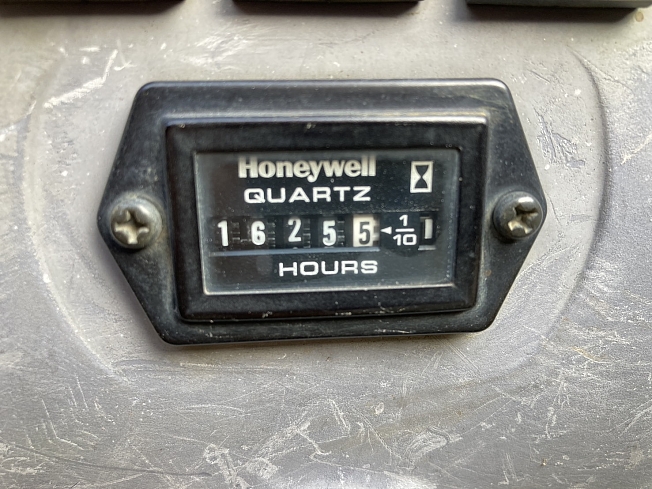 Honeywell
QUARTZ
1 6 2 5 5 ◄ 1/10
HOURS